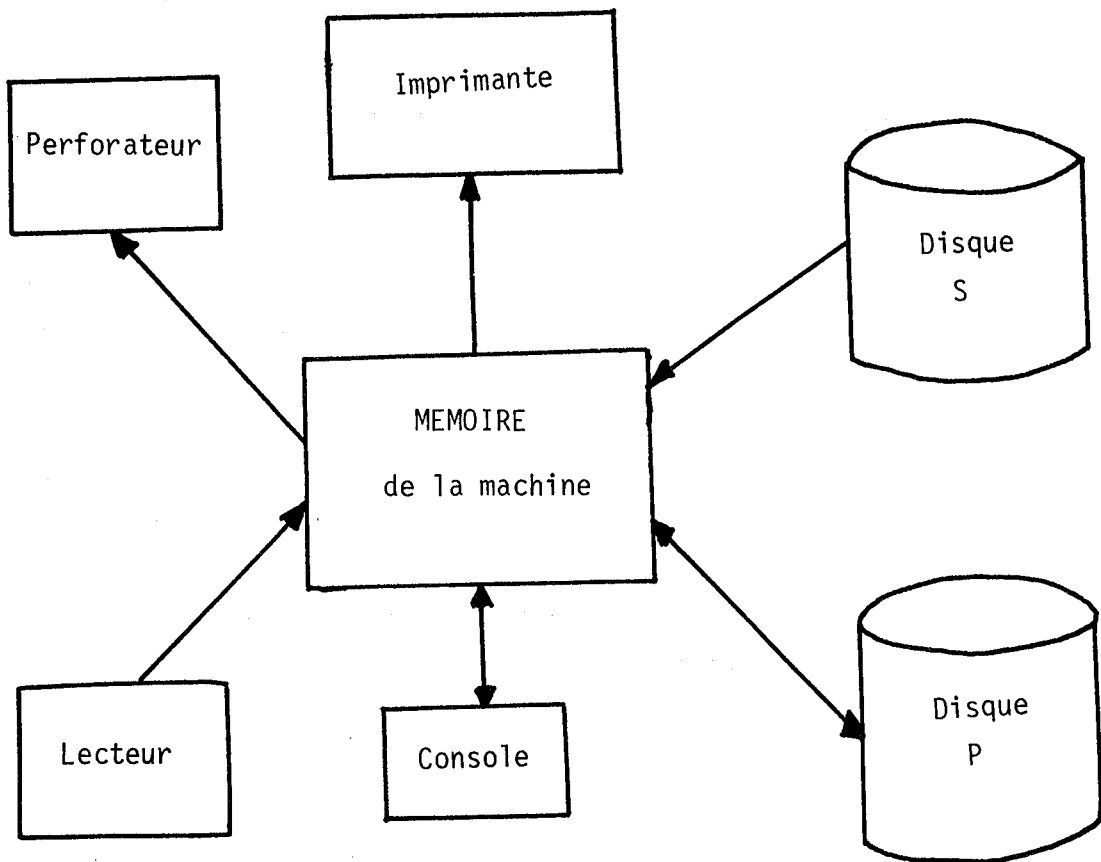 Imprimante
Perforateur
Disque
S
MEMOIRE
de la machine
Lecteur
Console
Disque
P